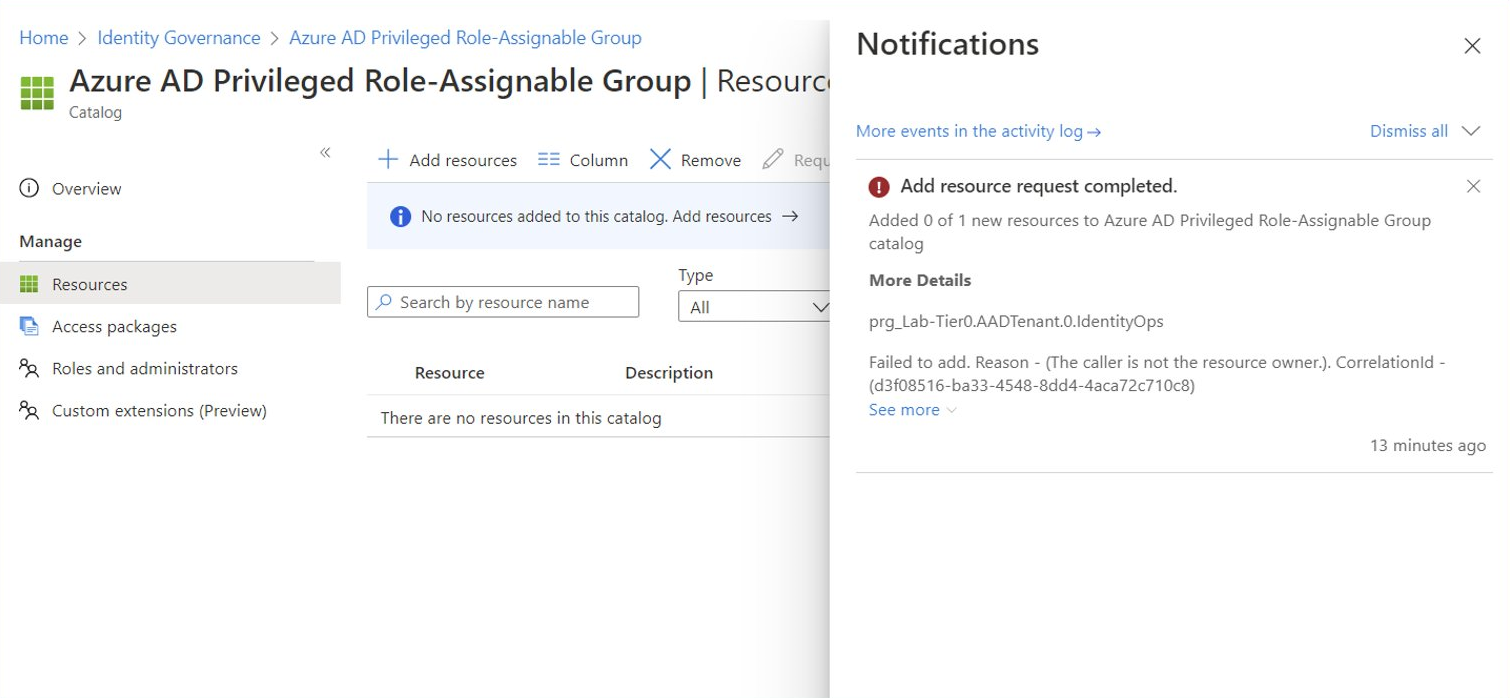 Home > Identity Governance > Azure AD Privileged Role-Assignable Group
Azure AD Privileged Role-Assignable Group | Resourc
Catalog
«
Add resources Column Remove Requ
Overview
No resources added to this catalog. Add resources →
Manage
Resources
Access packages
Roles and administrators
Custom extensions (Preview)
Type
Search by resource name
All
Resource Description
There are no resources in this catalog
Notifications
More events in the activity log →
Dismiss all
Add resource request completed.
Added 0 of 1 new resources to Azure AD Privileged Role-Assignable Group
catalog
More Details
prg_Lab-Tier0.AADTenant.0.IdentityOps
Failed to add. Reason - (The caller is not the resource owner.). CorrelationId -
(d3f08516-ba33-4548-8dd4-4aca72c710c8)
See more
13 minutes ago